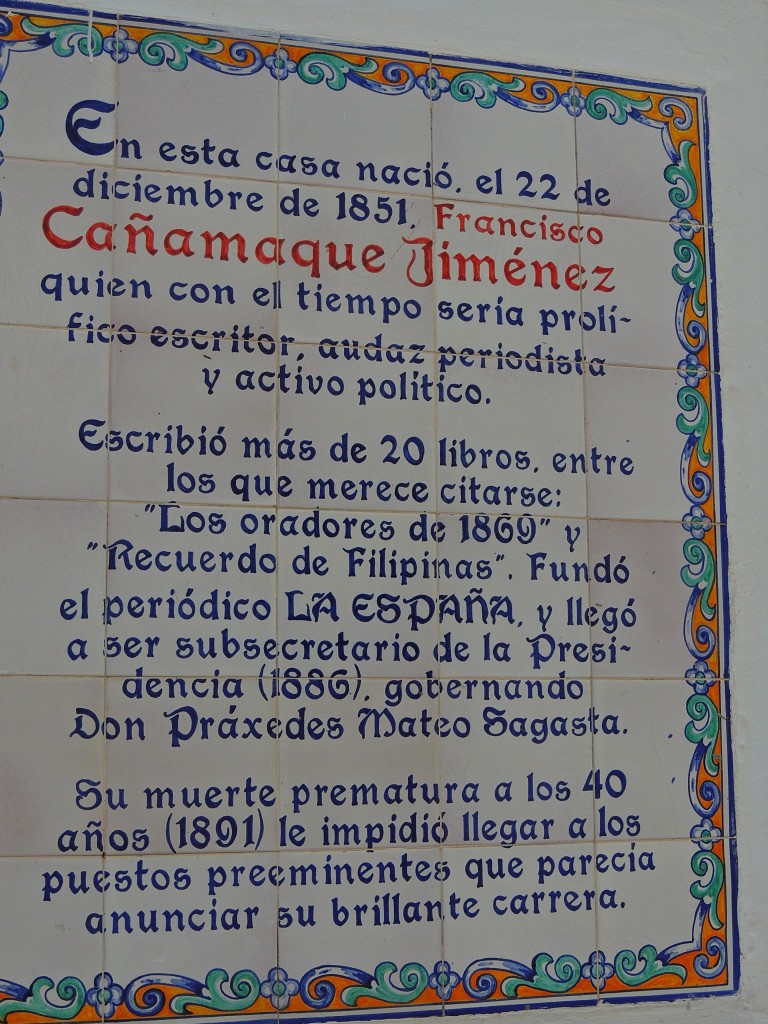 En esta casa nació, el 22 de
diciembre de 1851, Francisco
Cañamaque Jiménez
quien con el tiempo sería prolí-
fico escritor, audaz periodista
y activo político.
Escribió más de 20 libros, entre
los que merece citarse:
"Los oradores de 1869" y
"Recuerdo de Filipinas". Fundó
el periódico LA ESPAÑA, y llegó
a ser subsecretario de la Presi-
dencia (1886), gobernando
Don Práxedes Mateo Sagasta.
Su muerte prematura a los 40
años (1891) le impidió llegar a los
puestos preeminentes que parecía
anunciar su brillante carrera.